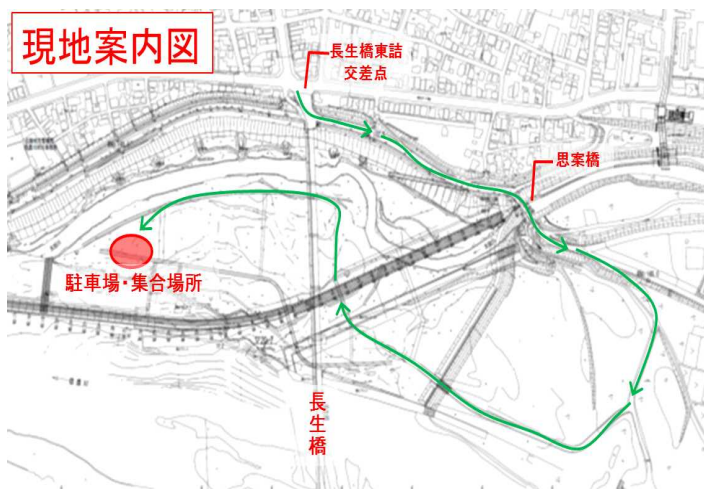 現地案内図
長生橋東詰
交差点
思案橋
駐車場・集合場所
長生橋